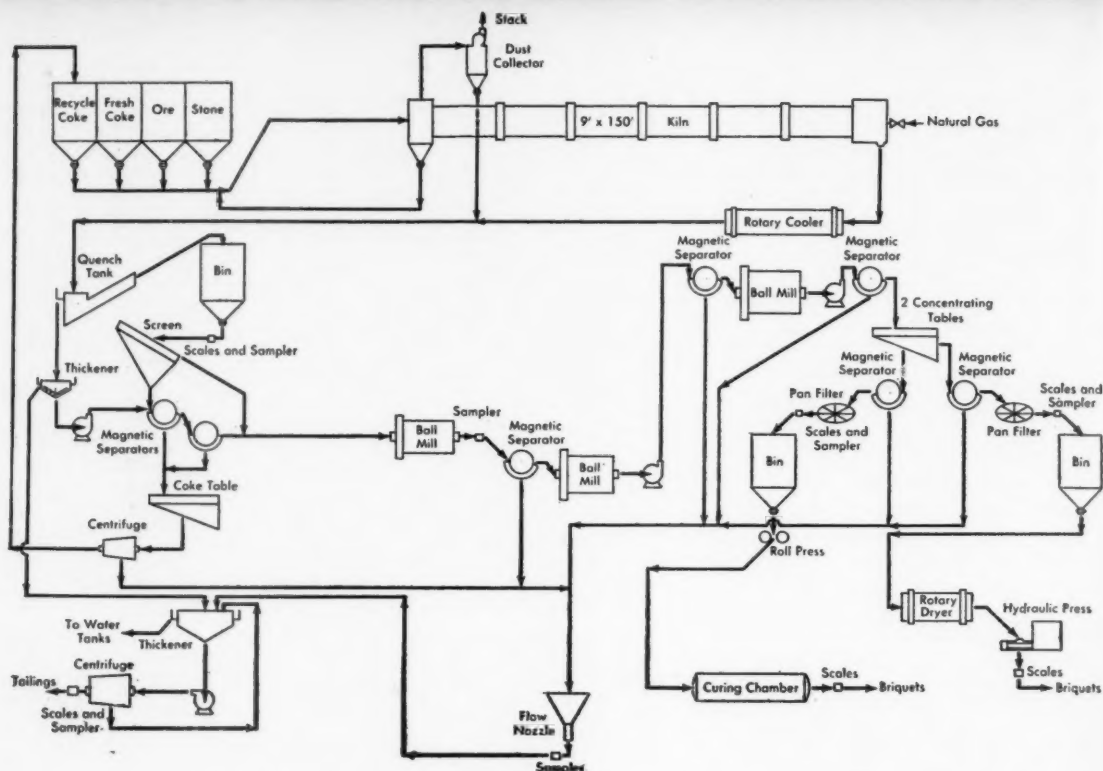 Stack
Dust
Collector
Recycle
Coke
Fresh
Coke
Ore
Stone
9' x 150'
Kiln
Natural Gas
Rotary Cooler
Quench
Tank
Bin
Magnetic
Separator
Magnetic
Separator
Ball Mill
2 Concentrating
Tables
Screen
Scales and Sampler
Thickener
Magnetic
Separators
Sampler
Ball
Mill
Magnetic
Separator
Ball
Mill
Magnetic
Separator
Magnetic
Separator
Pan Filter
Scales and
Sampler
Scales and
Sampler
Pan Filter
Bin
Bin
Coke Table
Centrifuge
Roll Press
Rotary
Dryer
Hydraulic Press
To Water
Tanks
Thickener
Centrifuge
Tailings
Scales and
Sampler
Flow
Nozzle
Sampler
Curing Chamber
Scales
Briquets
Scales
Briquets